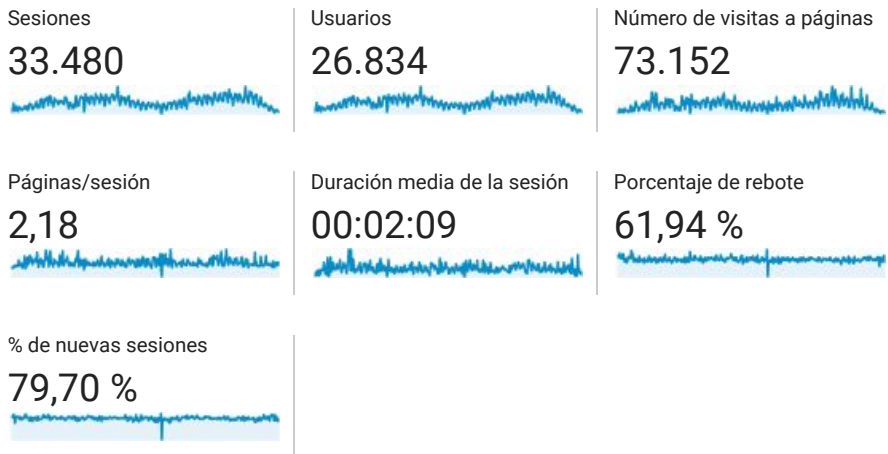 Sesiones
33.480
Usuarios
26.834
Número de visitas a páginas
73.152
Páginas/sesión
2,18
Duración media de la sesión
00:02:09
Porcentaje de rebote
61,94 %
% de nuevas sesiones
79,70 %